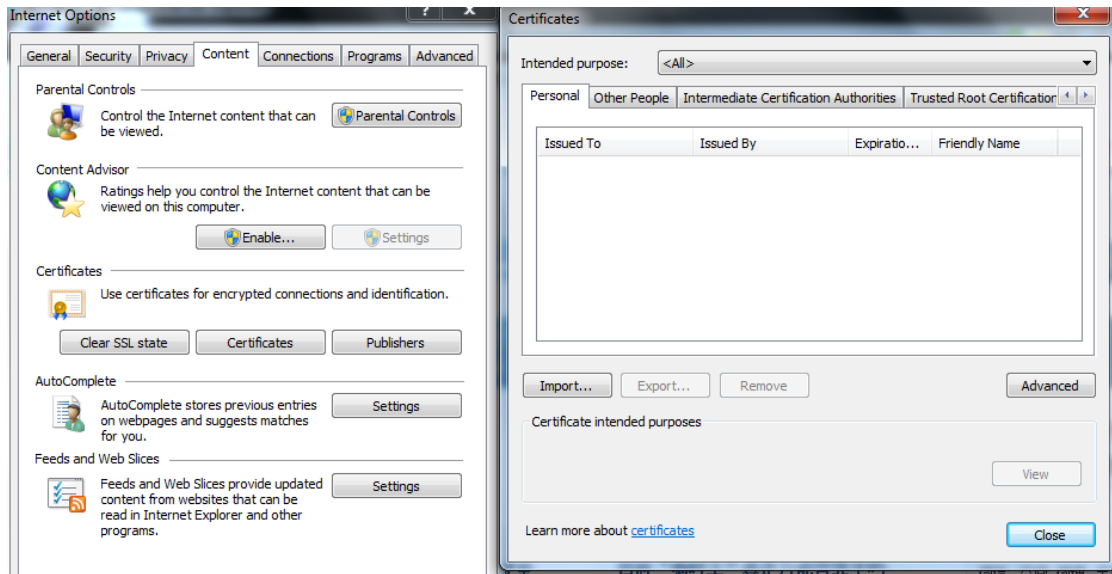 Internet Options
?
x
General Security Privacy Content Connections Programs Advanced
Parental Controls
Control the Internet content that can
be viewed.
Parental Controls
Content Advisor
Ratings help you control the Internet content that can be
viewed on this computer.
Enable...
Settings
Certificates
Use certificates for encrypted connections and identification.
Clear SSL state
Certificates
Publishers
AutoComplete
AutoComplete stores previous entries
on webpages and suggests matches
for you.
Settings
Feeds and Web Slices
Feeds and Web Slices provide updated
content from websites that can be
read in Internet Explorer and other
programs.
Settings
Certificates
x
Intended purpose: <All>
Personal Other People Intermediate Certification Authorities Trusted Root Certification
Issued To Issued By Expiratio... Friendly Name
Import... Export... Remove Advanced
Certificate intended purposes
View
Learn more about certificates
Close